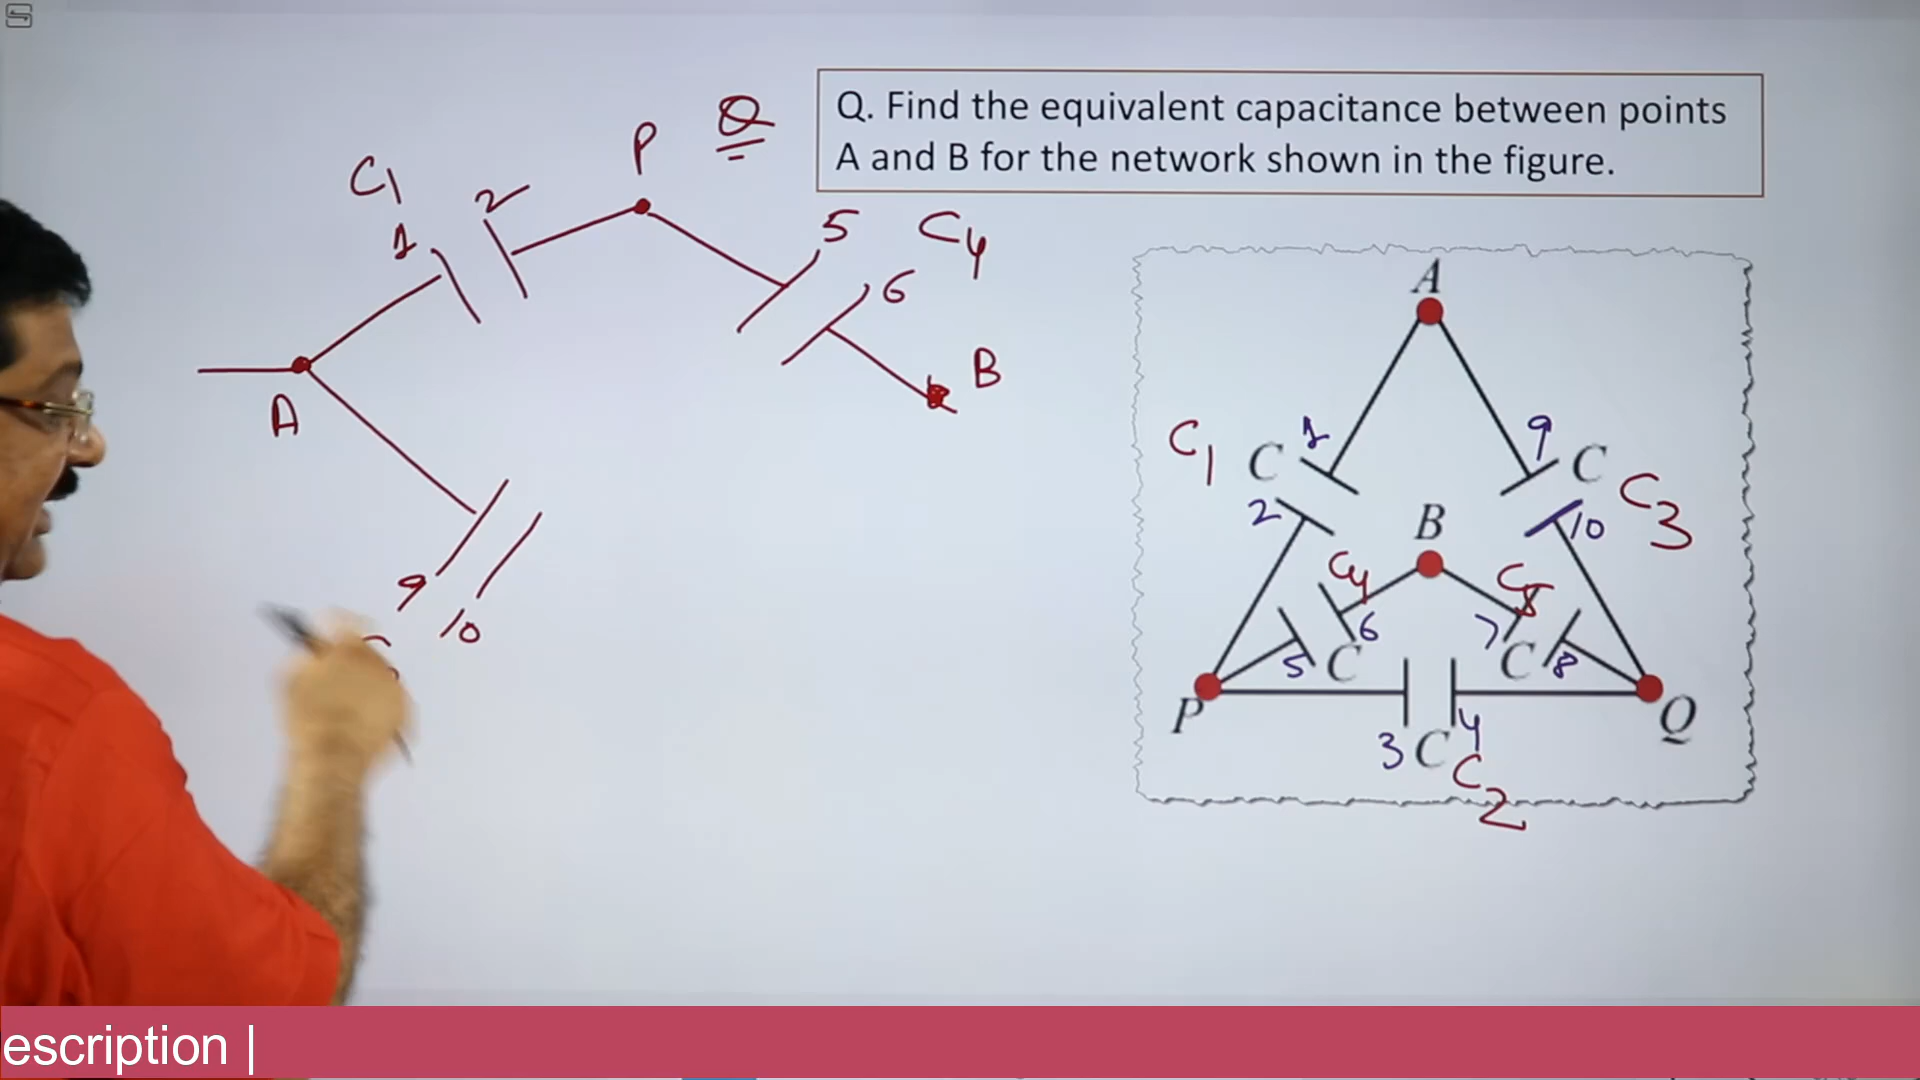 Q. Find the equivalent capacitance between points
A and B for the network shown in the figure.
P Q
C1
1 2
5 C4
6
B
A
9
10
A
C1 C 1
9 C C3
2
10
B
C4
C5
6
7
5 C
C 8
P
Q
3 C 4
C2
escription |